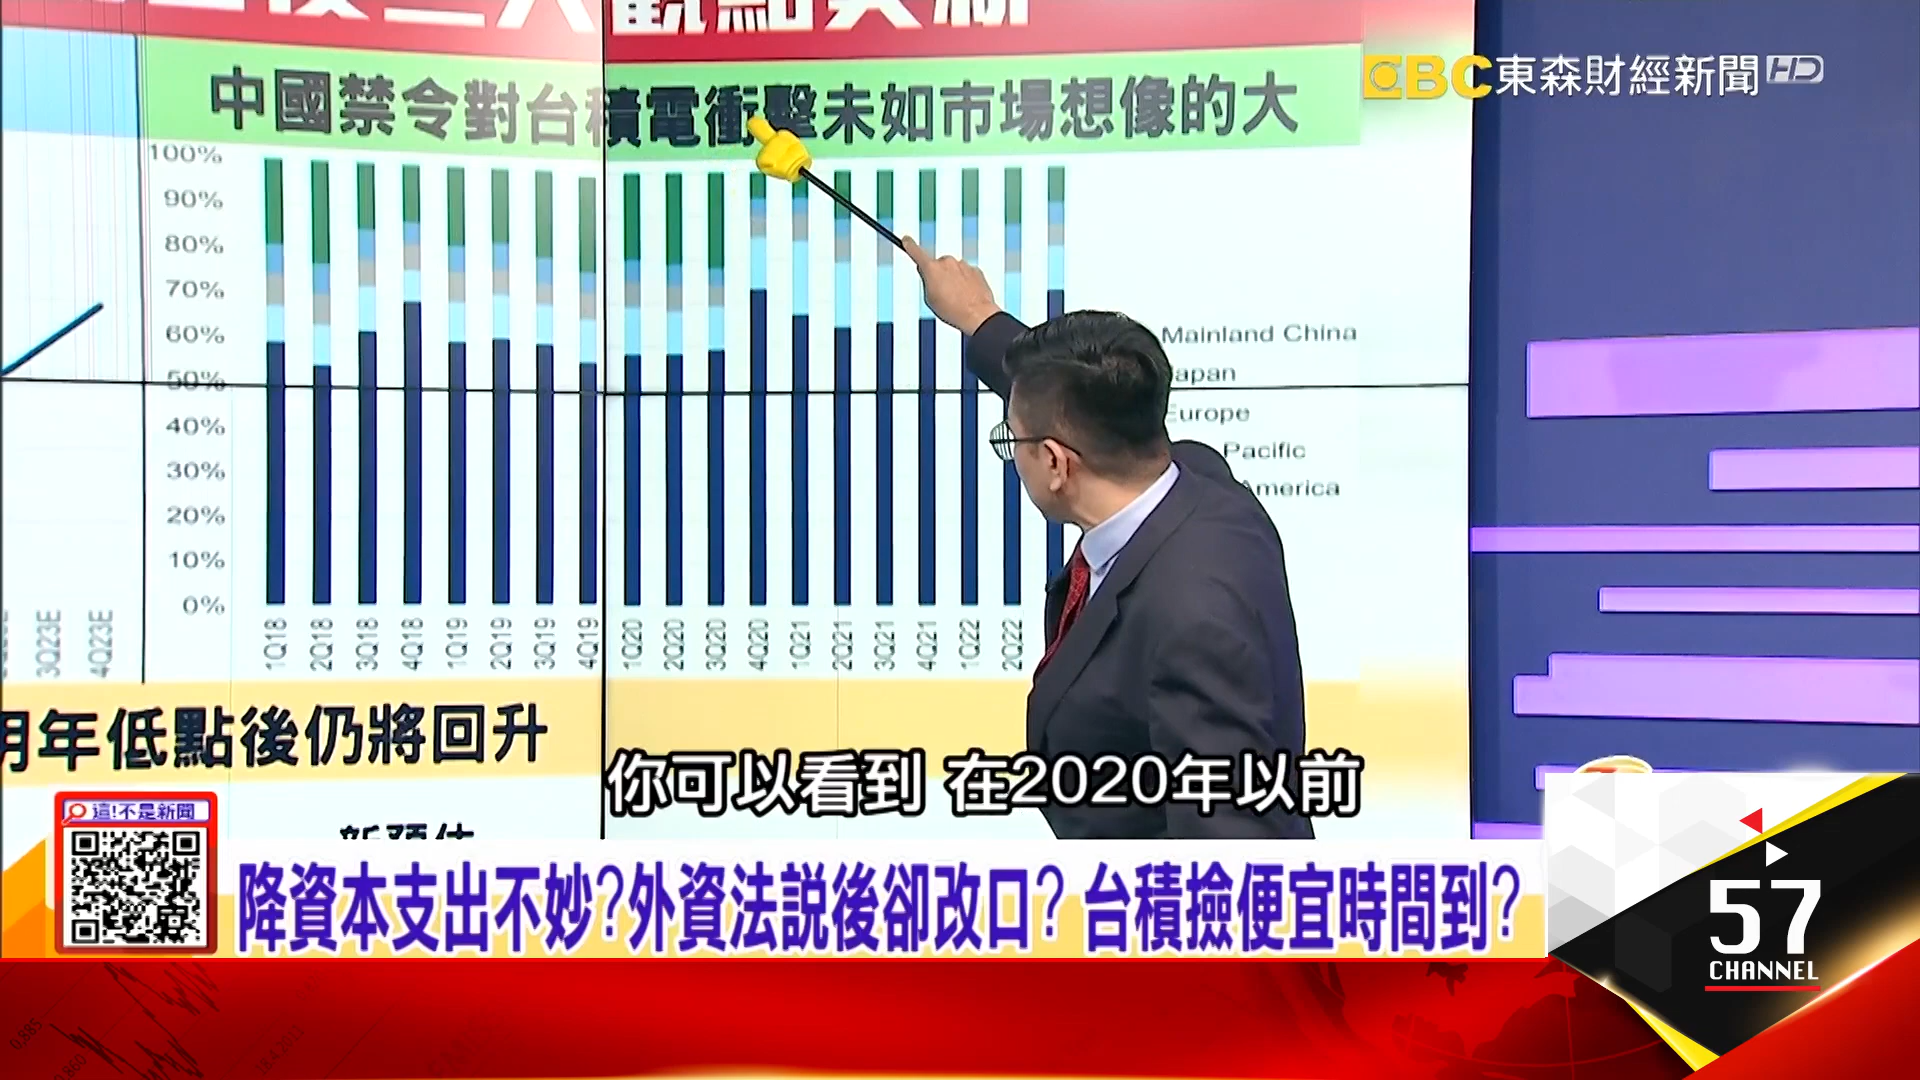 觀點
EBC東森財經新聞HD
中國禁令對台積電衝擊未如市場想像的大
100%
90%
80%
70%
60%
50%
40%
30%
20%
10%
0%
Mainland China
apan
Europe
Pacific
America
3Q23E
4Q23E
1Q18
2Q18
3Q18
4Q18
1Q19
2Q19
3Q19
4Q19
1Q20
2Q20
3Q20
4Q20
1Q21
2Q21
3Q21
4Q21
1Q22
2Q22
明年低點後仍將回升
你可以看到 在2020年以前
這!不是新聞
降資本支出不妙?外資法説後卻改口? 台積撿便宜時間到?
57
CHANNEL